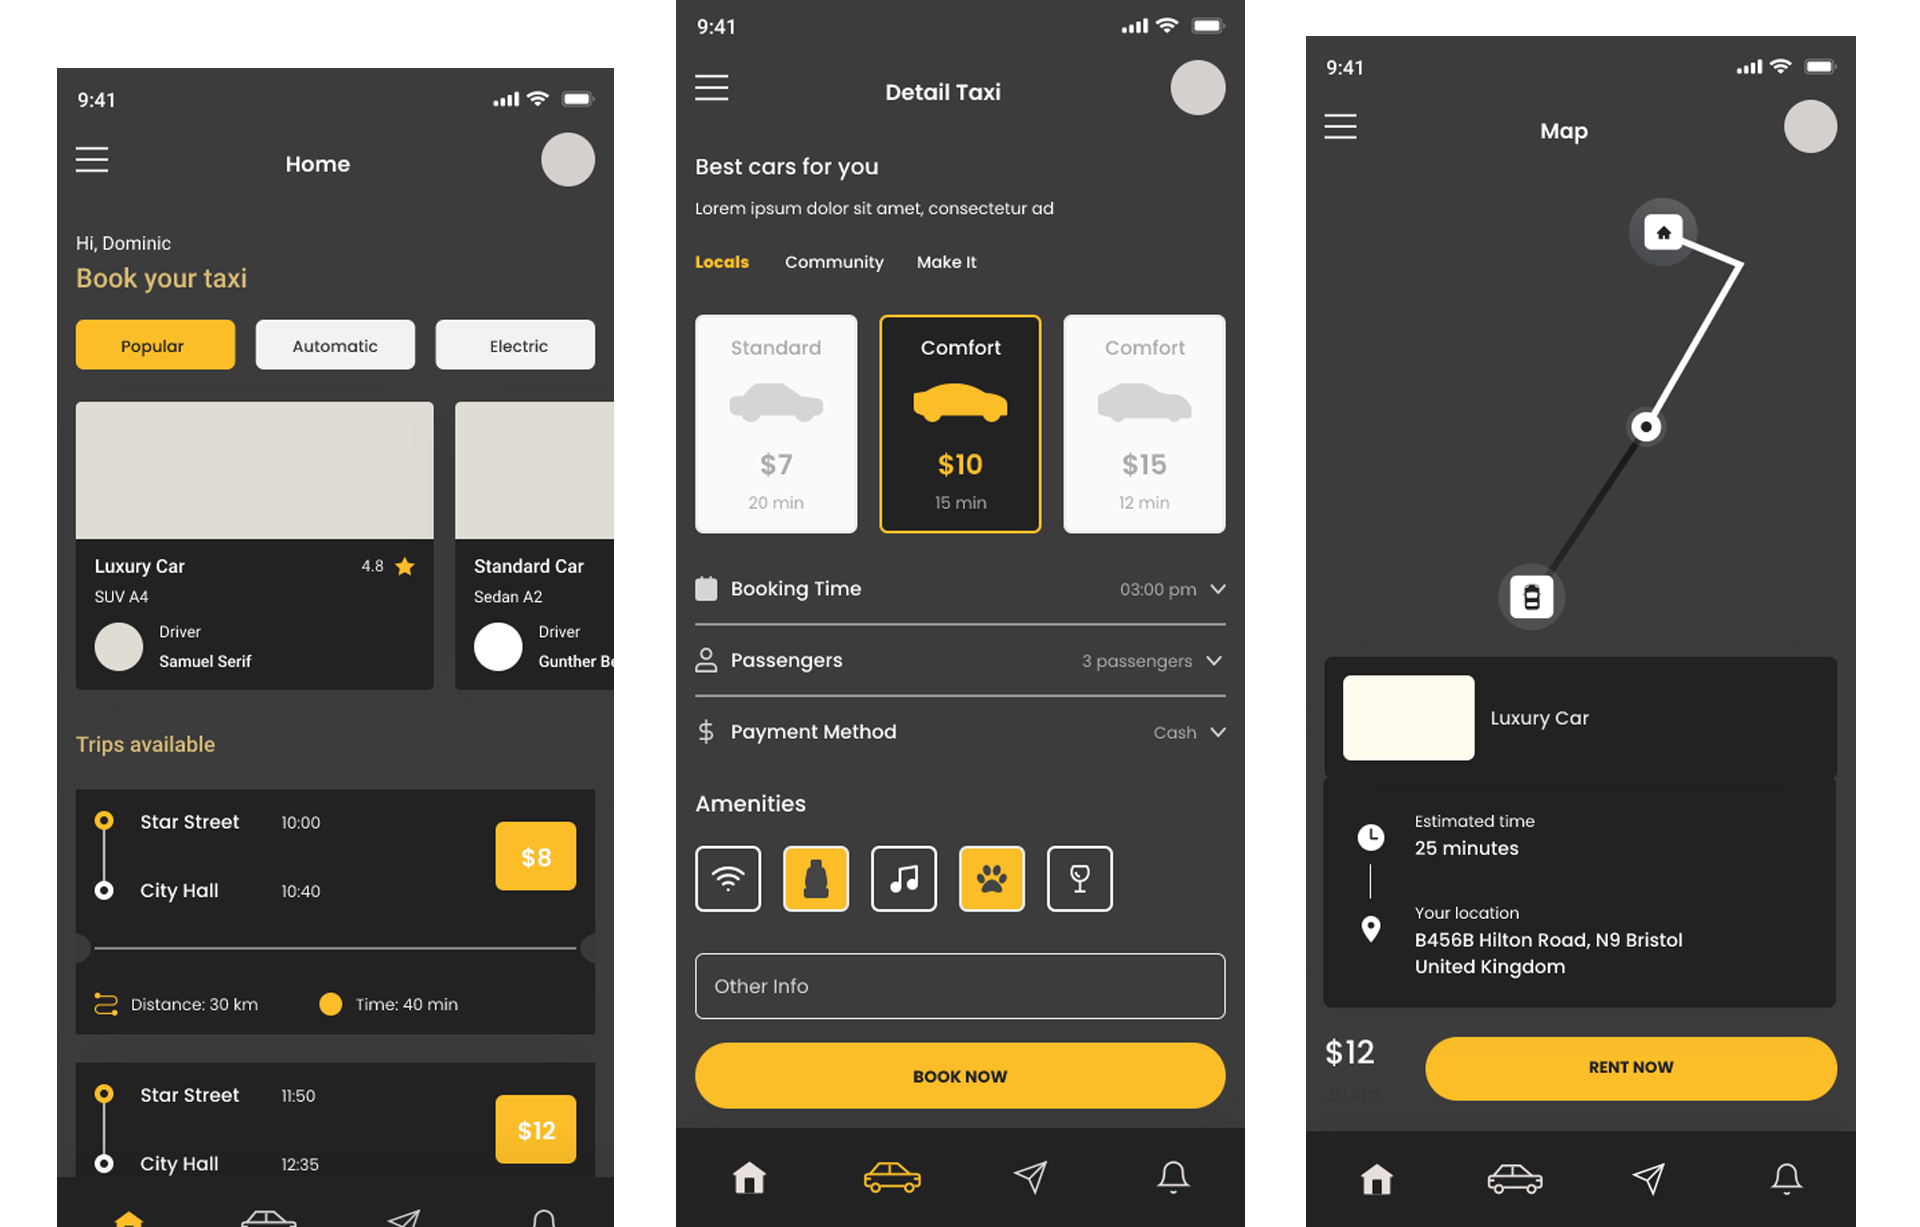 9:41
Home
Hi, Dominic
Book your taxi
Popular Automatic Electric
Luxury Car 4.8
SUV A4
Driver
Samuel Serif
Standard Car
Sedan A2
Driver
Gunther Be
Trips available
Star Street 10:00
$8
City Hall 10:40
Distance: 30 km Time: 40 min
Star Street 11:50
$12
City Hall 12:35
9:41
Detail Taxi
Best cars for you
Lorem ipsum dolor sit amet, consectetur ad
Locals Community Make It
Standard
$7
20 min
Comfort
$10
15 min
Comfort
$15
12 min
Booking Time 03:00 pm
Passengers 3 passengers
$ Payment Method Cash
Amenities
Other Info
BOOK NOW
9:41
Map
Luxury Car
Estimated time
25 minutes
Your location
B456B Hilton Road, N9 Bristol
United Kingdom
$12
RENT NOW
20 km